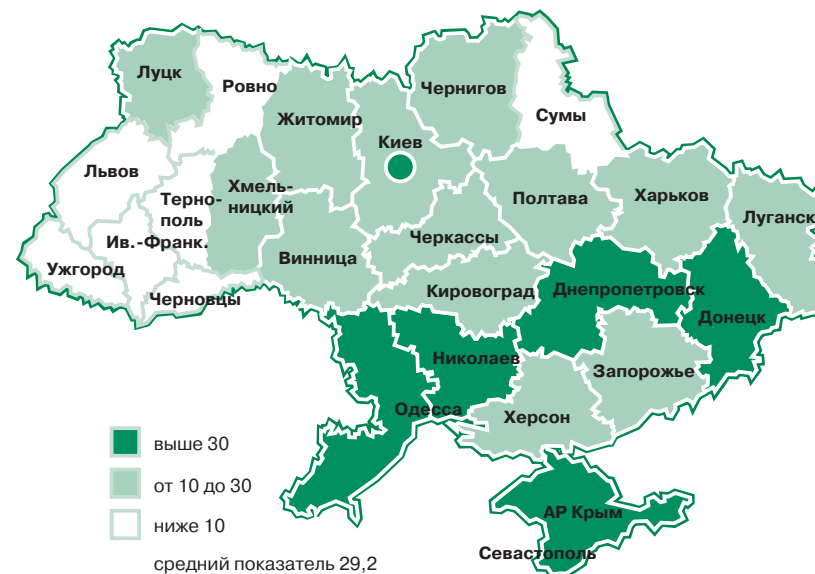 Луцк
Ровно
Чернигов
Житомир
Сумы
Киев
Львов
Хмель-
ницкий
Терно-
поль
Полтава
Харьков
Луганск
Ив.-Франк.
Черкассы
Ужгород
Винница
Черновцы
Кировоград
Днепропетровск
Донецк
Николаев
Запорожье
Одесса
Херсон
выше 30
от 10 до 30
ниже 10
средний показатель 29,2
АР Крым
Севастополь